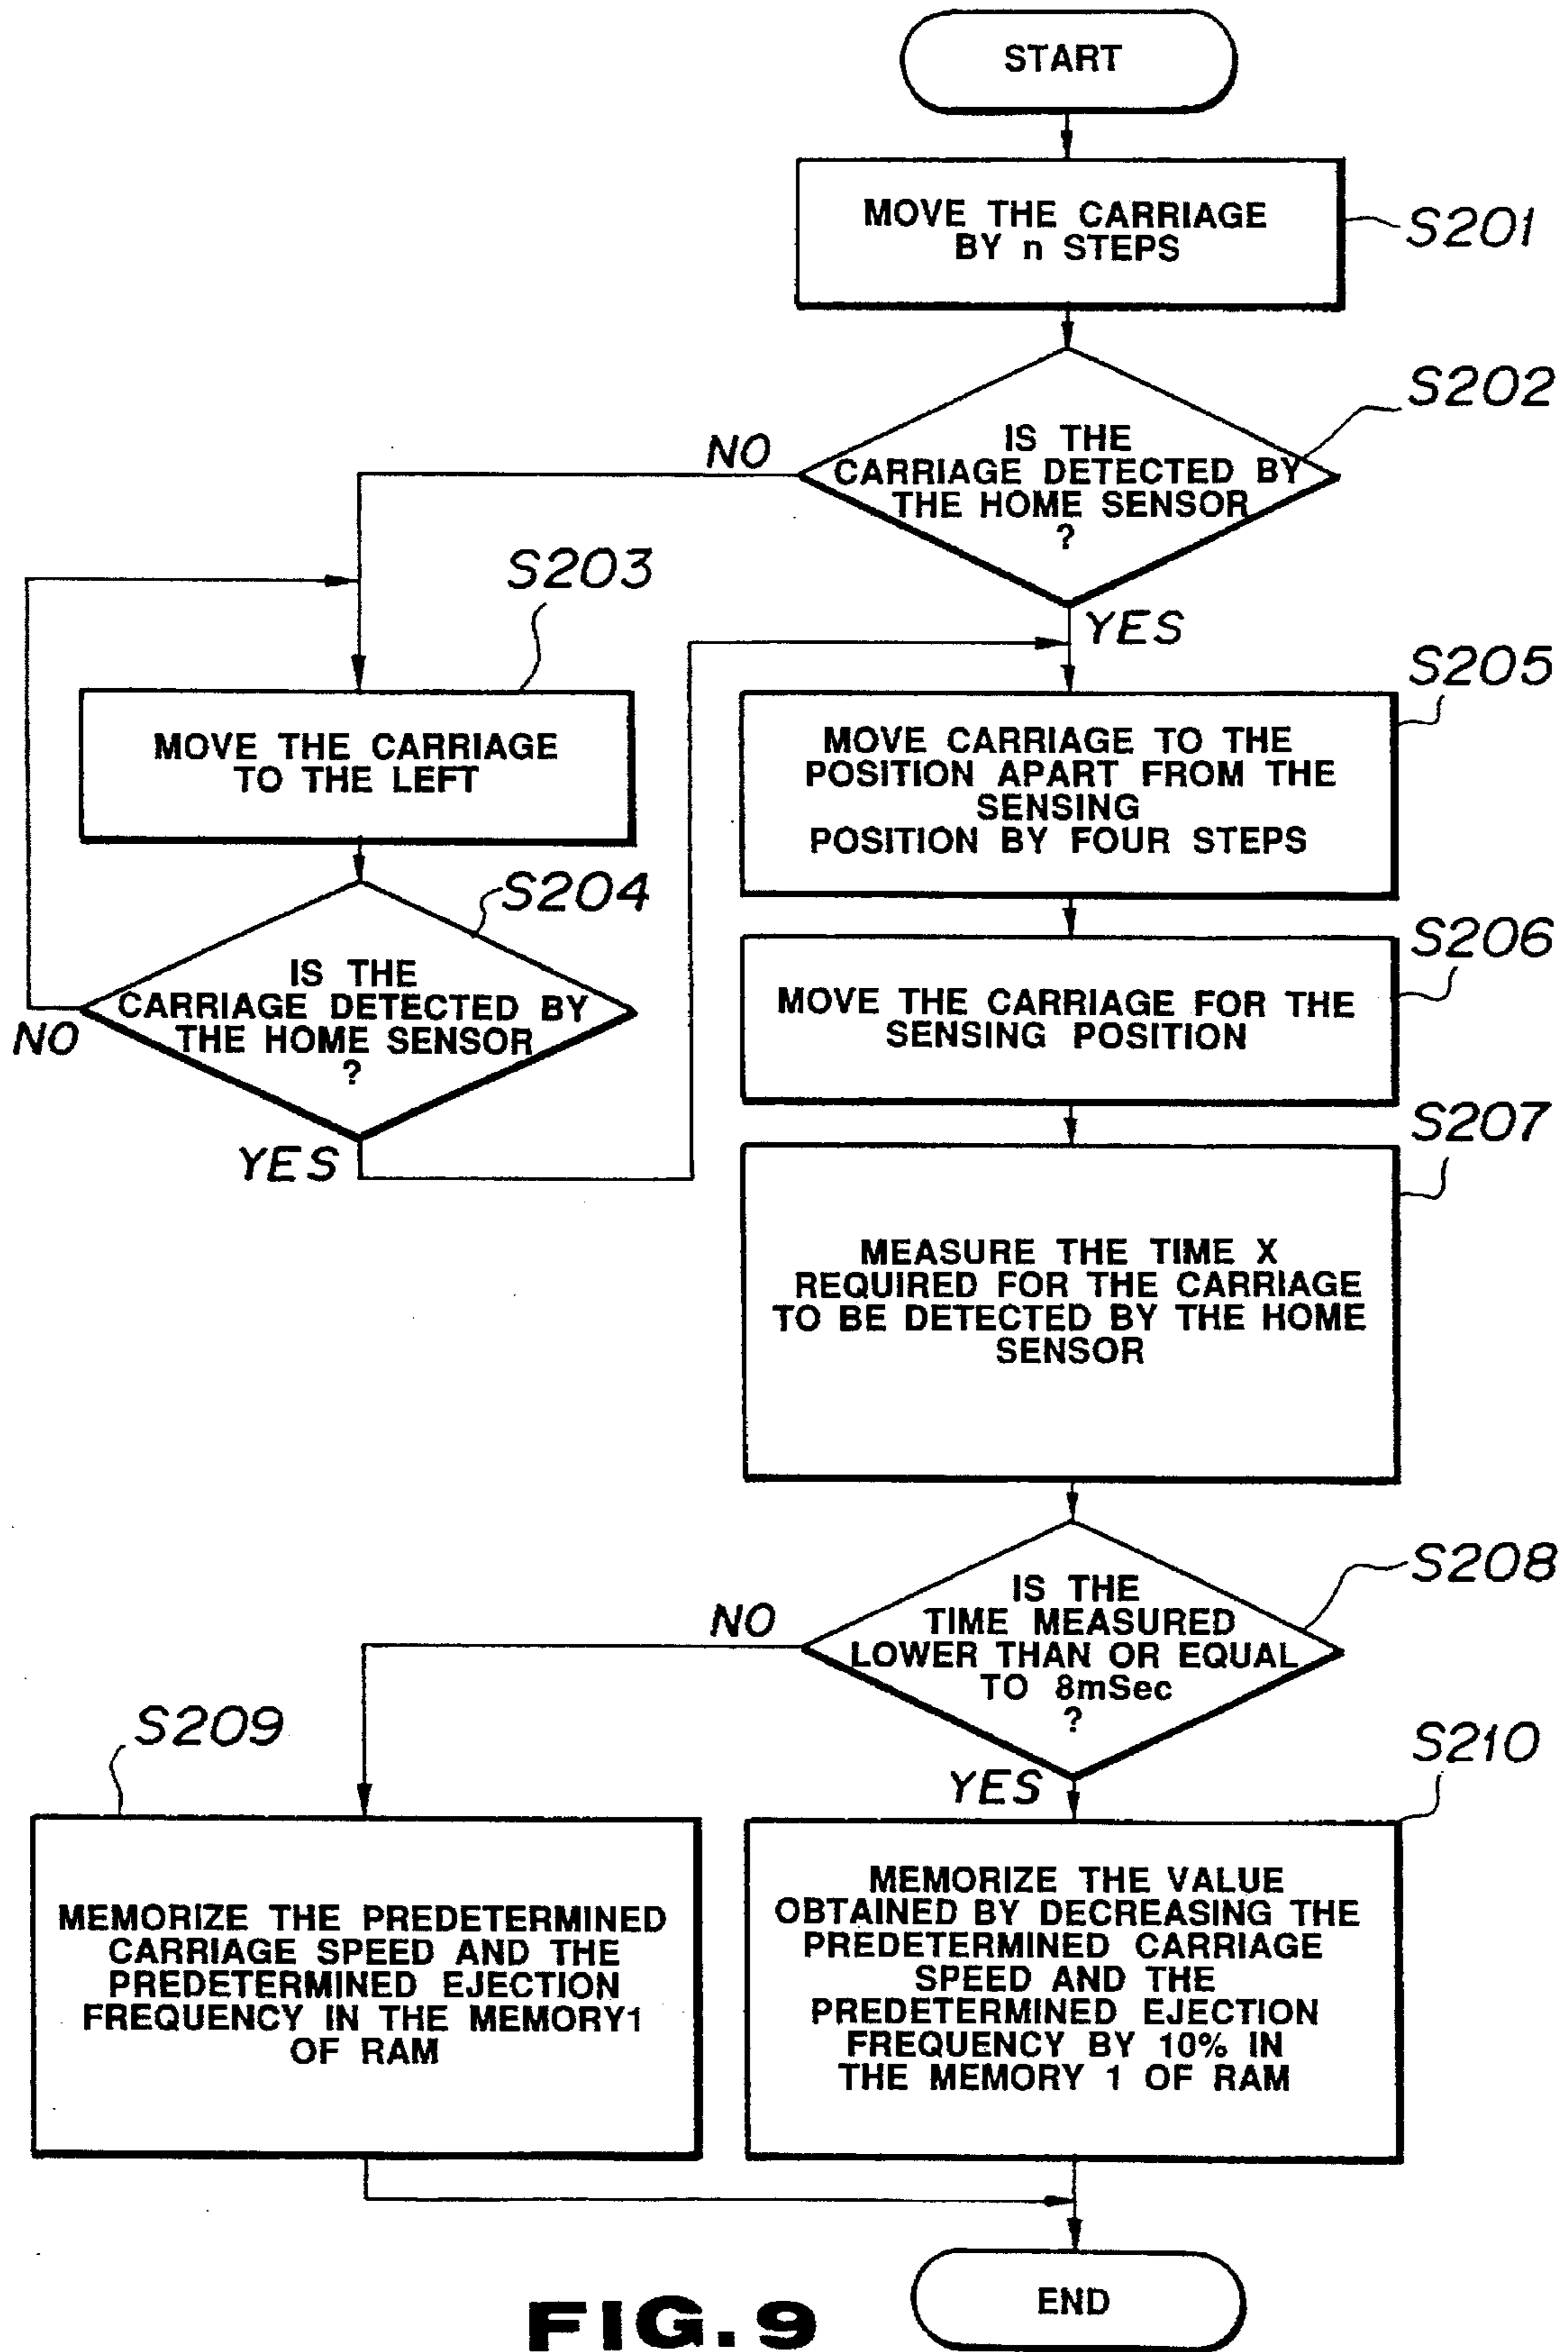 START
MOVE THE CARRIAGE
BY n STEPS
S201
S202
IS THE
CARRIAGE DETECTED BY
THE HOME SENSOR
?
NO
YES
S203
MOVE THE CARRIAGE
TO THE LEFT
S204
IS THE
CARRIAGE DETECTED BY
THE HOME SENSOR
?
NO
YES
S205
MOVE CARRIAGE TO THE
POSITION APART FROM THE
SENSING
POSITION BY FOUR STEPS
S206
MOVE THE CARRIAGE FOR THE
SENSING POSITION
S207
MEASURE THE TIME X
REQUIRED FOR THE CARRIAGE
TO BE DETECTED BY THE HOME
SENSOR
S208
IS THE
TIME MEASURED
LOWER THAN OR EQUAL
TO 8mSec
?
NO
YES
S209
MEMORIZE THE PREDETERMINED
CARRIAGE SPEED AND THE
PREDETERMINED EJECTION
FREQUENCY IN THE MEMORY1
OF RAM
S210
MEMORIZE THE VALUE
OBTAINED BY DECREASING THE
PREDETERMINED CARRIAGE
SPEED AND THE
PREDETERMINED EJECTION
FREQUENCY BY 10% IN
THE MEMORY 1 OF RAM
END
FIG. 9